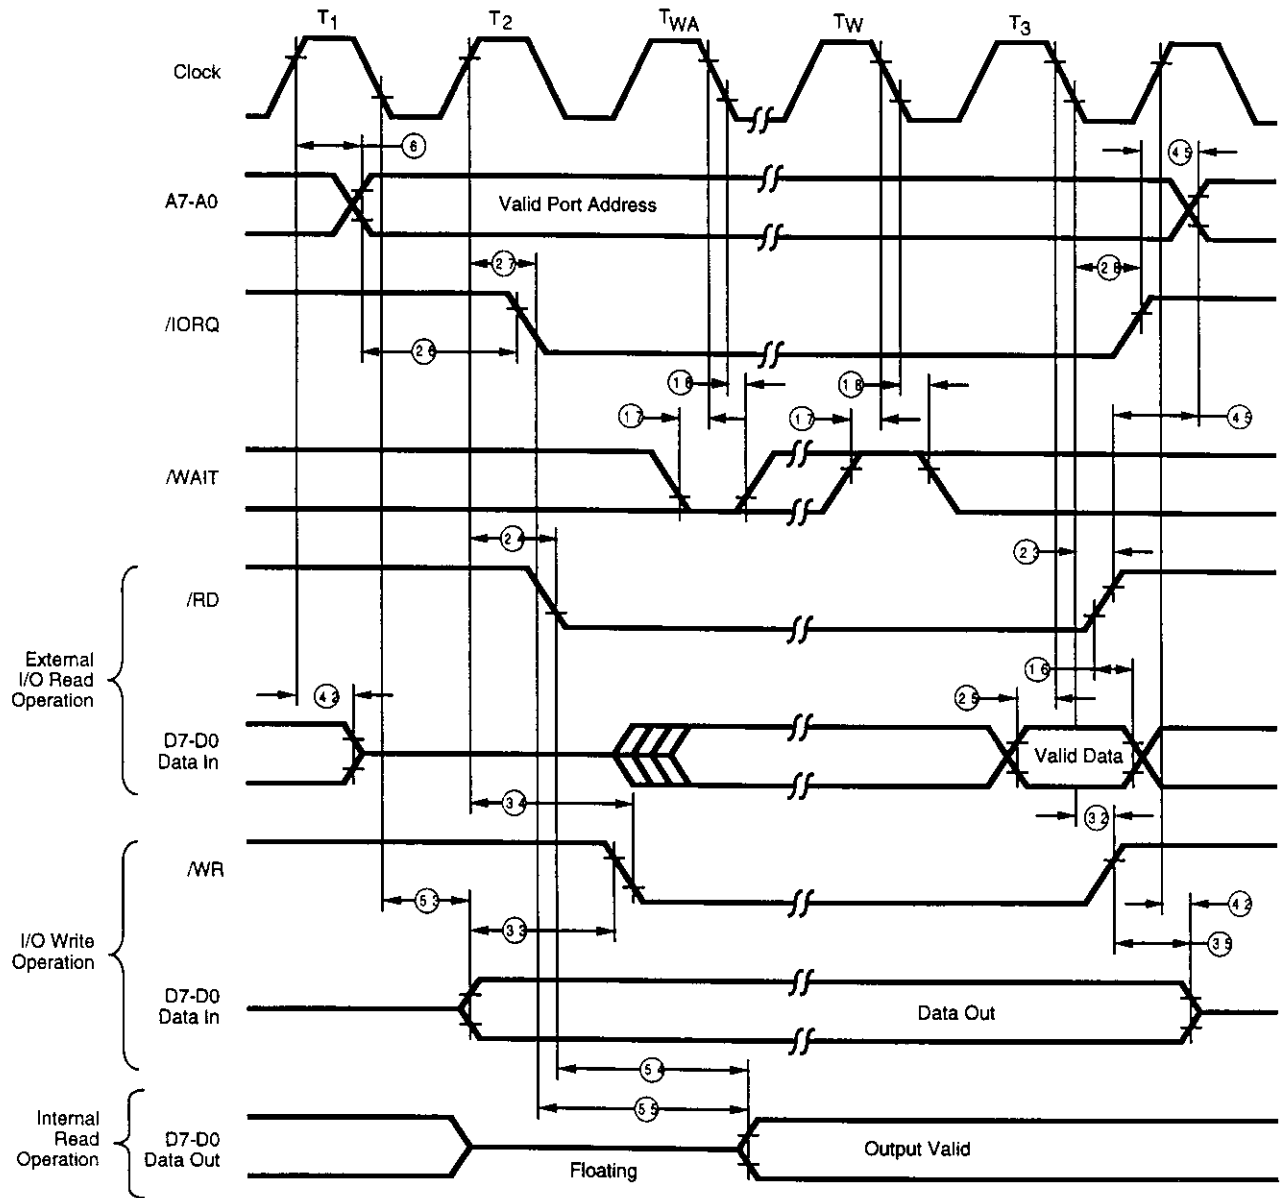 T1 T2 TWA TW T3
Clock
6
45
A7-A0
Valid Port Address
27
28
/IORQ
26
18
18
17
17
45
/WAIT
24
23
/RD
External
I/O Read
Operation
16
42
25
D7-D0
Data In
Valid Data
34
32
/WR
53
42
33
35
I/O Write
Operation
D7-D0
Data In
Data Out
54
55
Internal
Read
Operation
D7-D0
Data Out
Floating
Output Valid